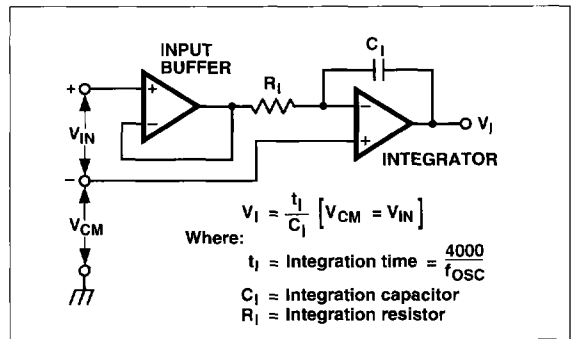 INPUT
BUFFER
C_I
R_I
+
+
−
−
+
V_IN
−
V_I
INTEGRATOR
V_CM
V_I = t_I / C_I [V_CM = V_IN]
Where:
t_I = Integration time = 4000 / f_OSC
C_I = Integration capacitor
R_I = Integration resistor